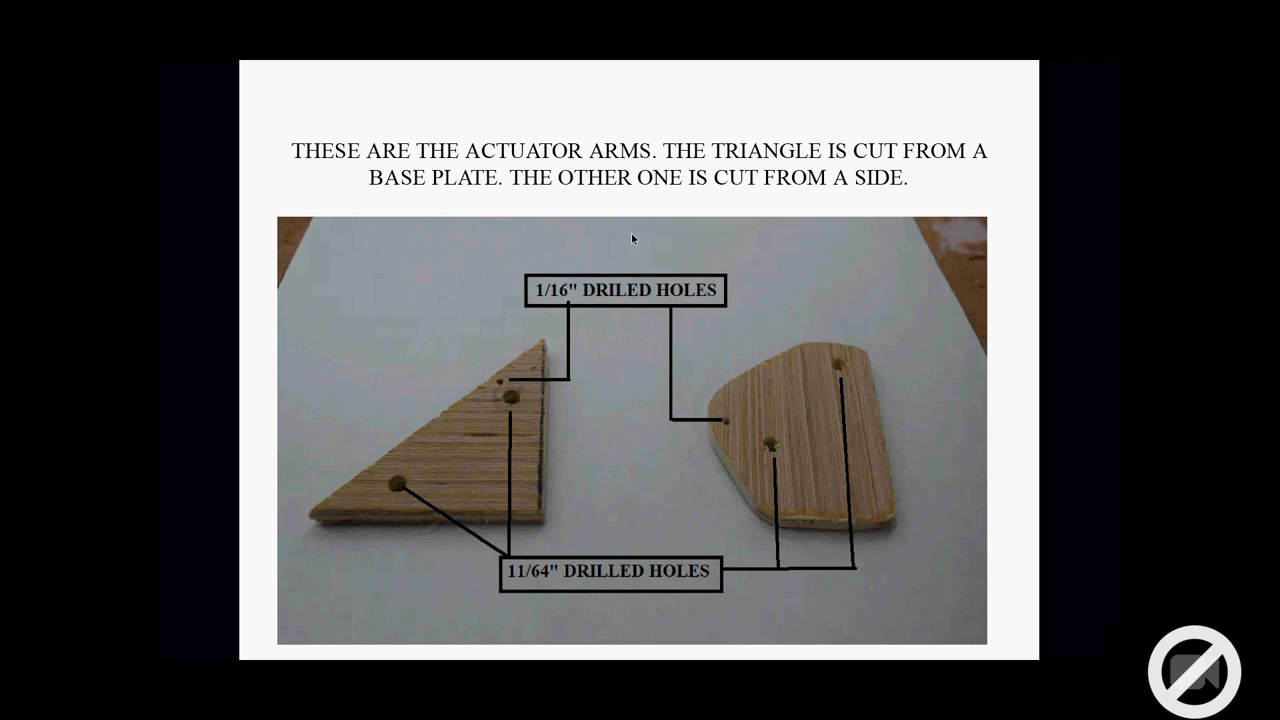 THESE ARE THE ACTUATOR ARMS. THE TRIANGLE IS CUT FROM A
BASE PLATE. THE OTHER ONE IS CUT FROM A SIDE.
1/16" DRILED HOLES
11/64" DRILLED HOLES